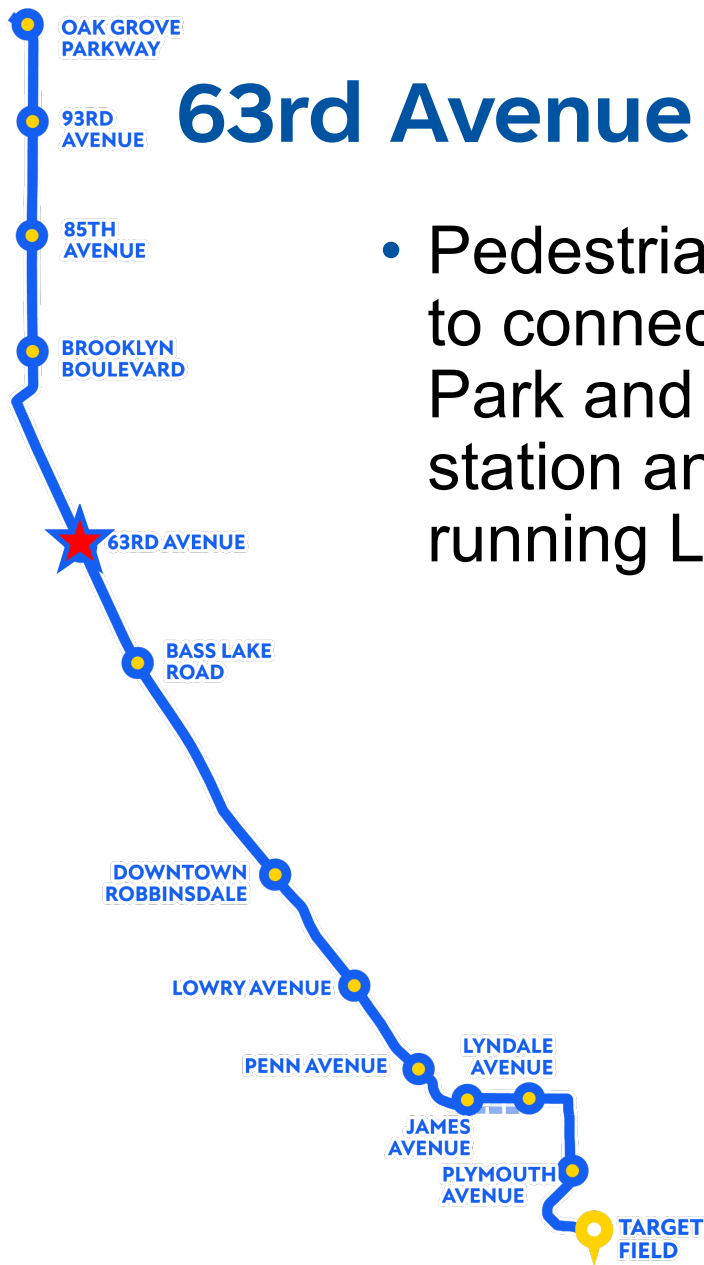 OAK GROVE
PARKWAY
63rd Avenue
93RD
AVENUE
85TH
AVENUE
• Pedestria
to connec
Park and
station an
running L
BROOKLYN
BOULEVARD
63RD AVENUE
BASS LAKE
ROAD
DOWNTOWN
ROBBINSDALE
LOWRY AVENUE
PENN AVENUE
LYNDALE
AVENUE
JAMES
AVENUE
PLYMOUTH
AVENUE
TARGET
FIELD